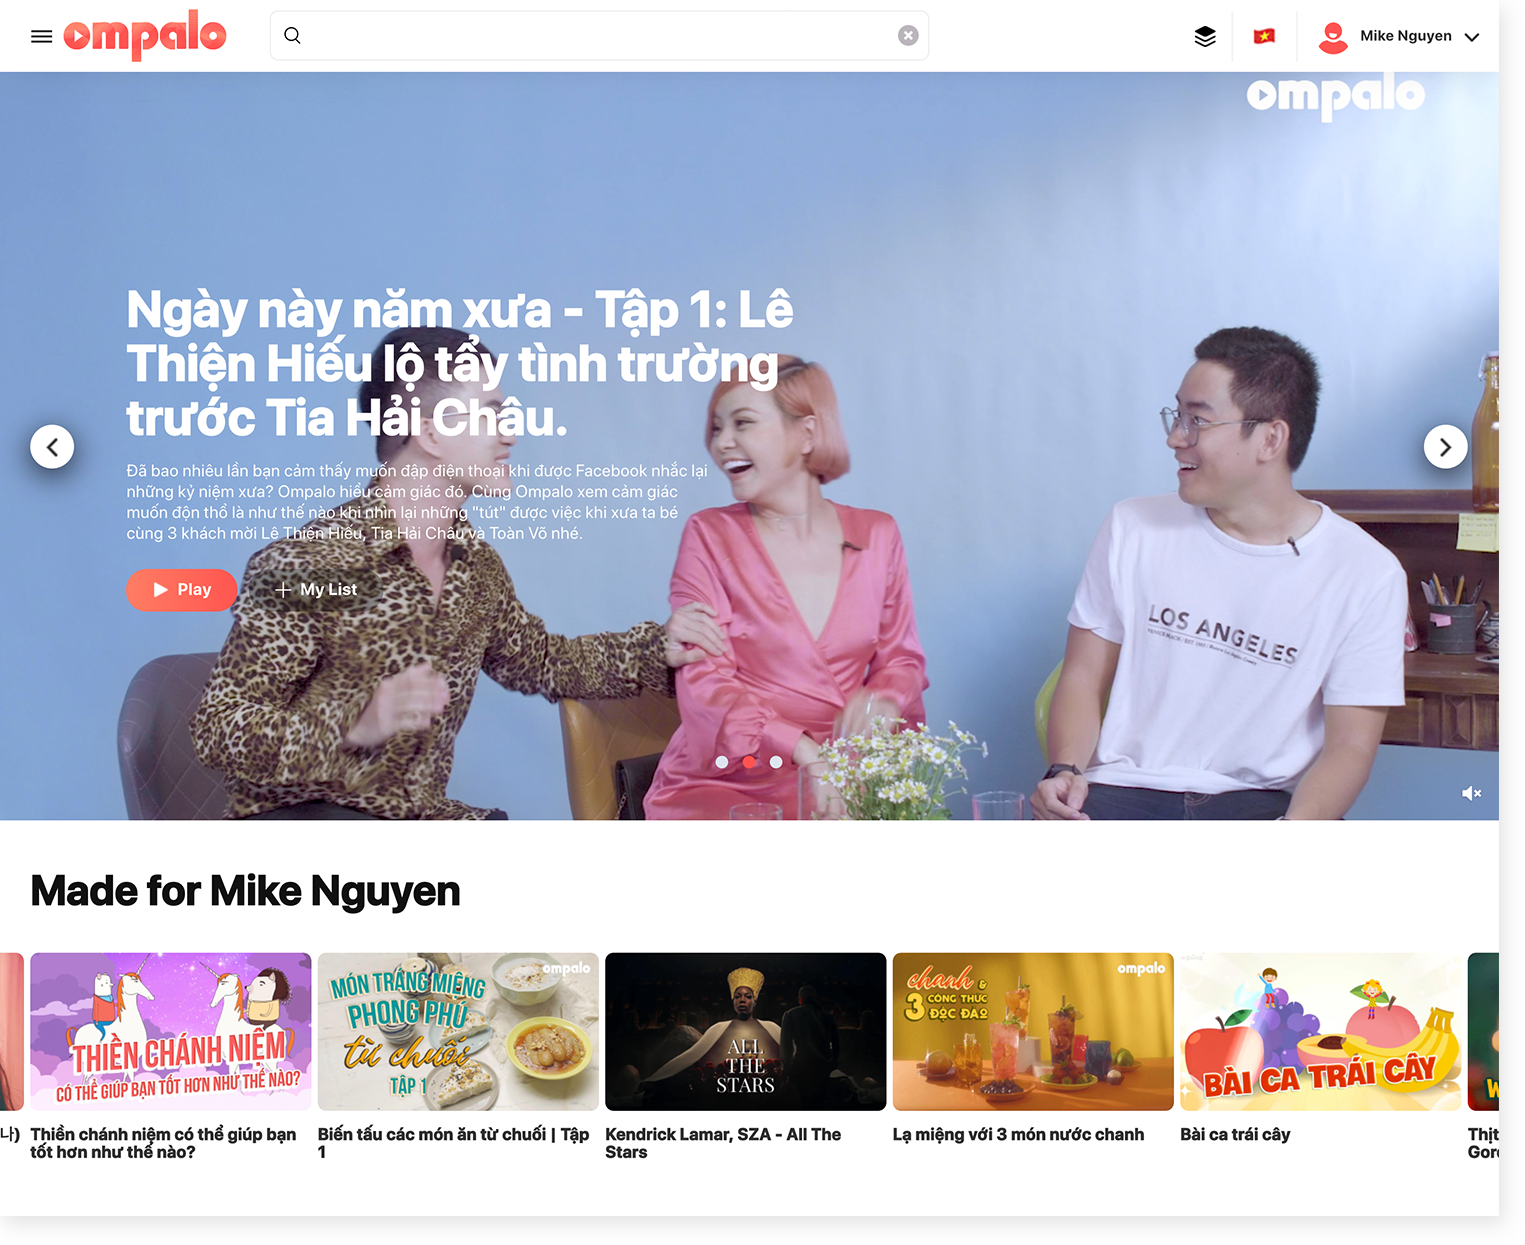 ompalo
Mike Nguyen
ompalo
Ngày này năm xưa - Tập 1: Lê
Thiện Hiếu lộ tẩy tình trường
trước Tia Hải Châu.
Đã bao nhiêu lần bạn cảm thấy muốn đập điện thoại khi được Facebook nhắc lại
những kỷ niệm xưa? Ompalo hiểu cảm giác đó. Cùng Ompalo xem cảm giác
muốn độn thổ là như thế nào khi nhìn lại những "tút" được việc khi xưa ta bé
cùng 3 khách mời Lê Thiện Hiếu, Tia Hải Châu và Toàn Võ nhé.
Play
My List
LOS ANGELES
Made for Mike Nguyen
THIỀN CHÁNH NIỆM
CÓ THỂ GIÚP BẠN TỐT HƠN NHƯ THẾ NÀO?
ompalo
MÓN TRÁNG MIỆNG
PHONG PHÚ
từ chuối
TẬP 1
ALL
THE
STARS
ompalo
chanh &
3 CÔNG THỨC
ĐỘC ĐÁO
BÀI CA TRÁI CÂY
나)
Thiền chánh niệm có thể giúp bạn
tốt hơn như thế nào?
Biến tấu các món ăn từ chuối | Tập
1
Kendrick Lamar, SZA - All The
Stars
Lạ miệng với 3 món nước chanh
Bài ca trái cây
Thịt
Gord